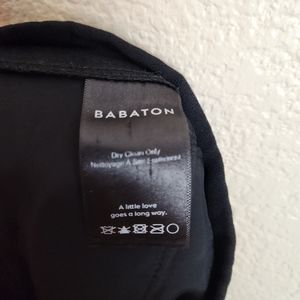 BABATON
Dry Clean Only
Nettoyage À Sec Seulement
A little love
goes a long way.